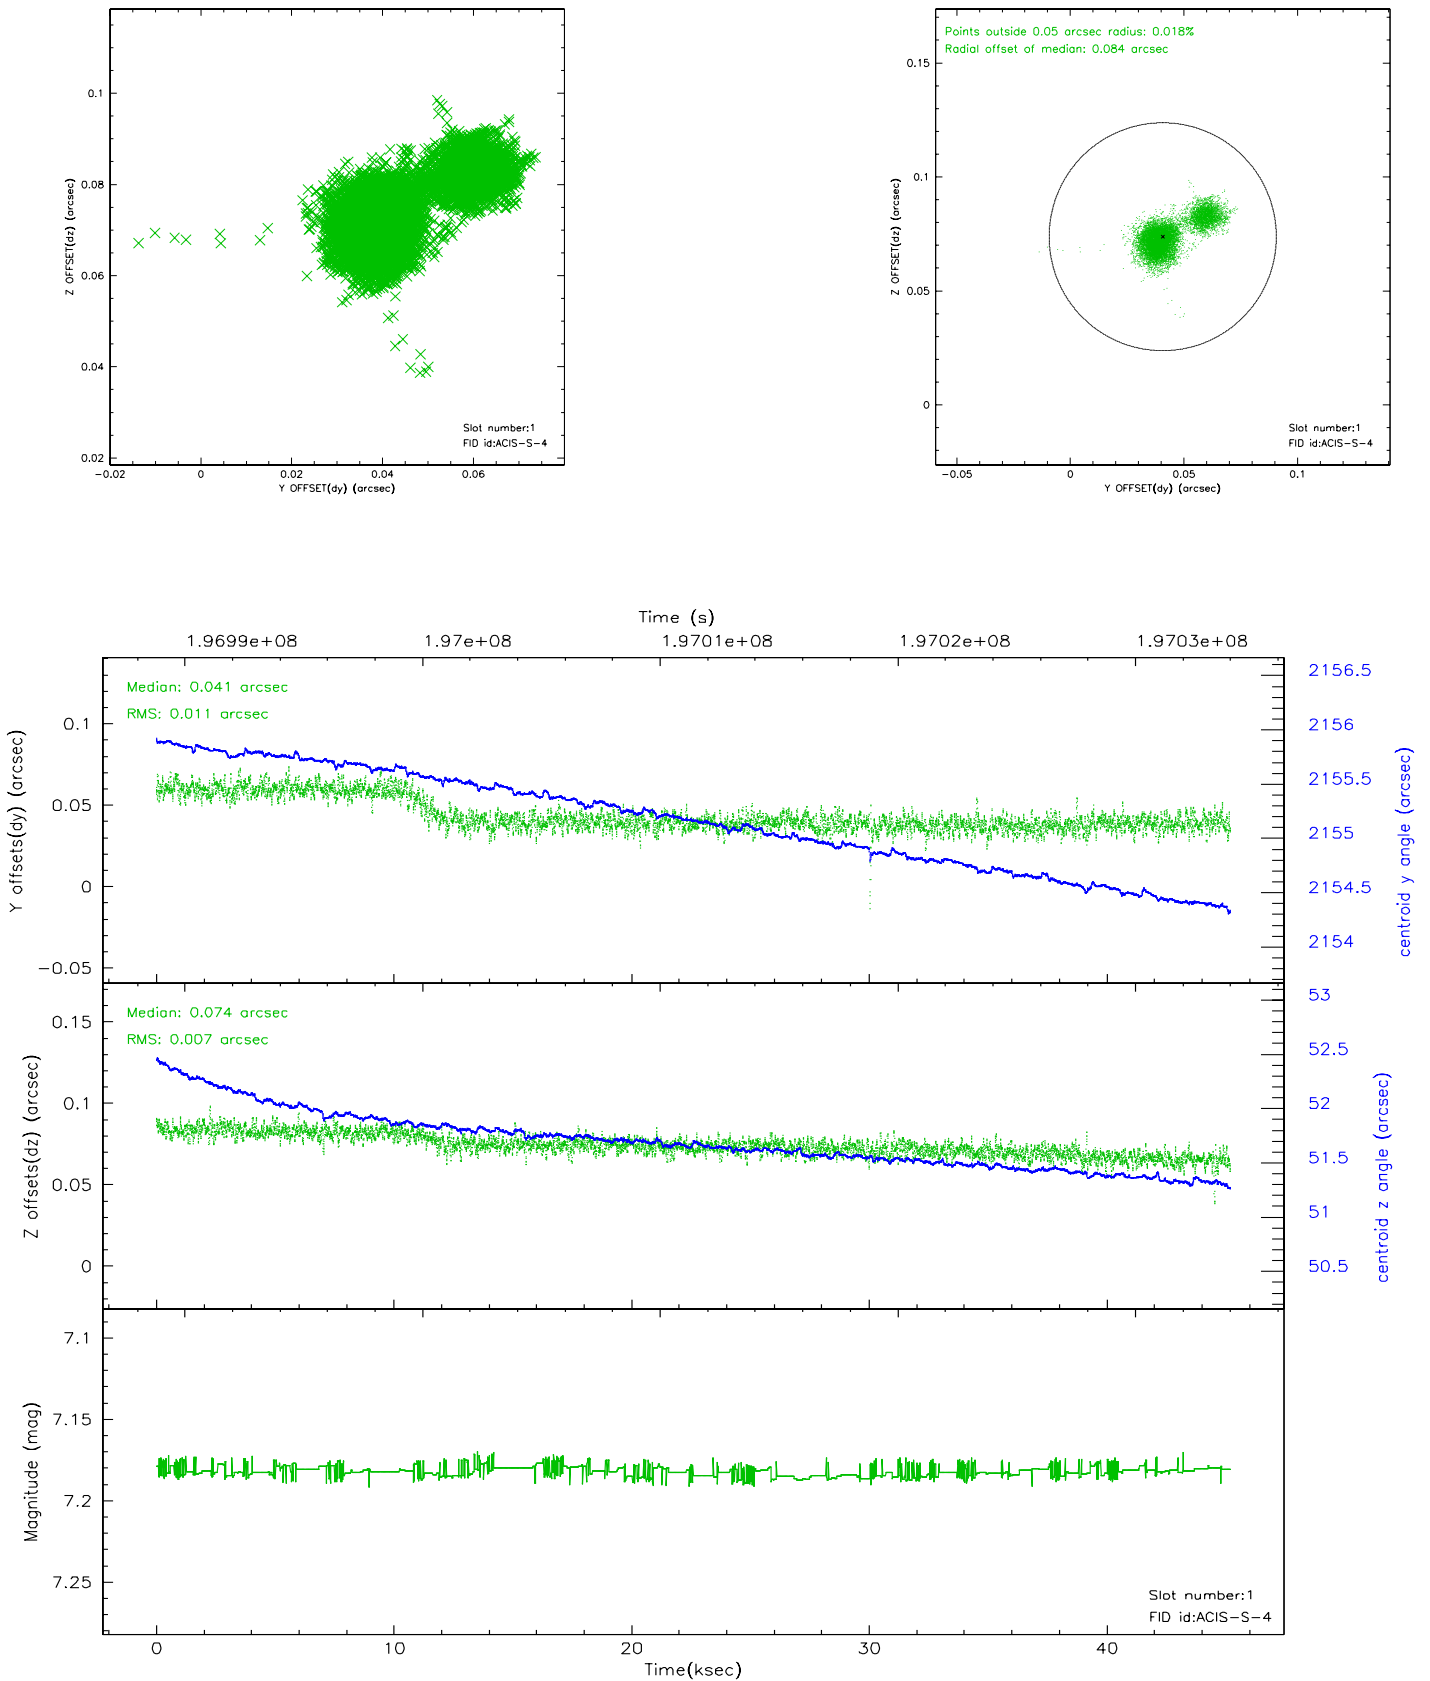 0.1
0.08
0.06
0.04
0.02
Z OFFSET(dz) (arcsec)
Slot number:1
FID id:ACIS-S-4
-0.02 0 0.02 0.04 0.06
Y OFFSET(dy) (arcsec)
Points outside 0.05 arcsec radius: 0.018%
Radial offset of median: 0.084 arcsec
0.15
0.1
0.05
0
Z OFFSET(dz) (arcsec)
Slot number:1
FID id:ACIS-S-4
-0.05 0 0.05 0.1
Y OFFSET(dy) (arcsec)
Time (s)
1.9699e+08 1.97e+08 1.9701e+08 1.9702e+08 1.9703e+08
Median: 0.041 arcsec
RMS: 0.011 arcsec
0.1
0.05
0
-0.05
Y offsets(dy) (arcsec)
2156.5
2156
2155.5
2155
2154.5
2154
centroid y angle (arcsec)
Median: 0.074 arcsec
RMS: 0.007 arcsec
0.15
0.1
0.05
0
Z offsets(dz) (arcsec)
53
52.5
52
51.5
51
50.5
centroid z angle (arcsec)
7.1
7.15
7.2
7.25
Magnitude (mag)
Slot number:1
FID id:ACIS-S-4
0 10 20 30 40
Time(ksec)